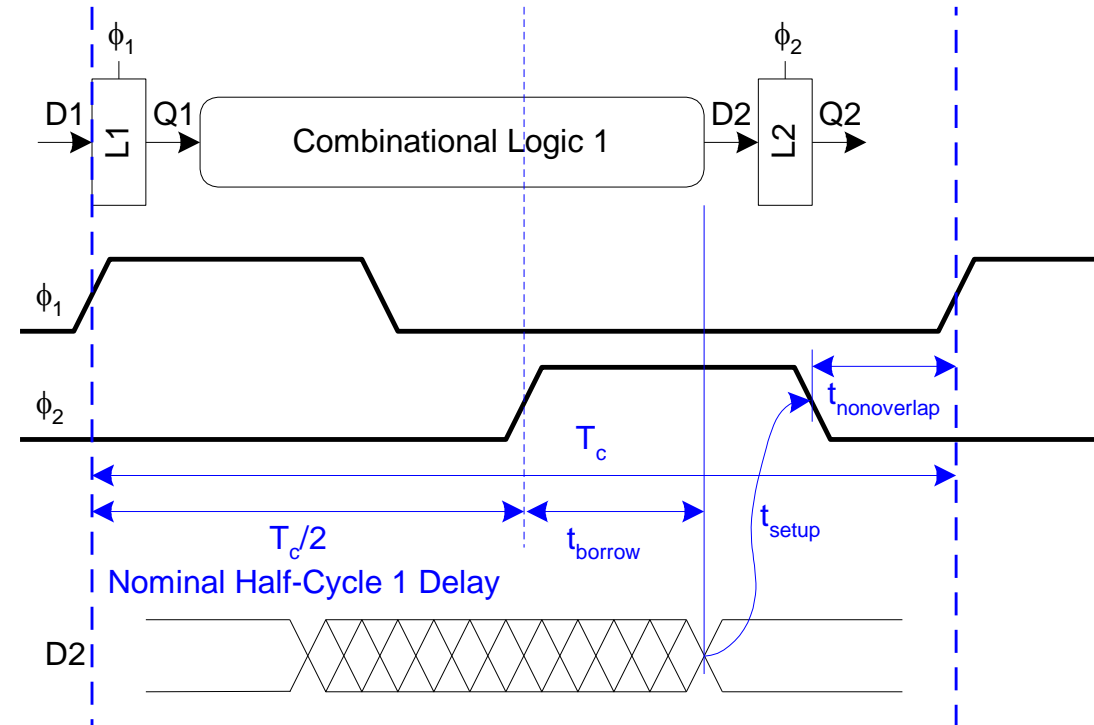 ϕ1
ϕ2
D1
L1
Q1
Combinational Logic 1
D2
L2
Q2
ϕ1
ϕ2
tnonoverlap
Tc
Tc/2
tborrow
tsetup
Nominal Half-Cycle 1 Delay
D2